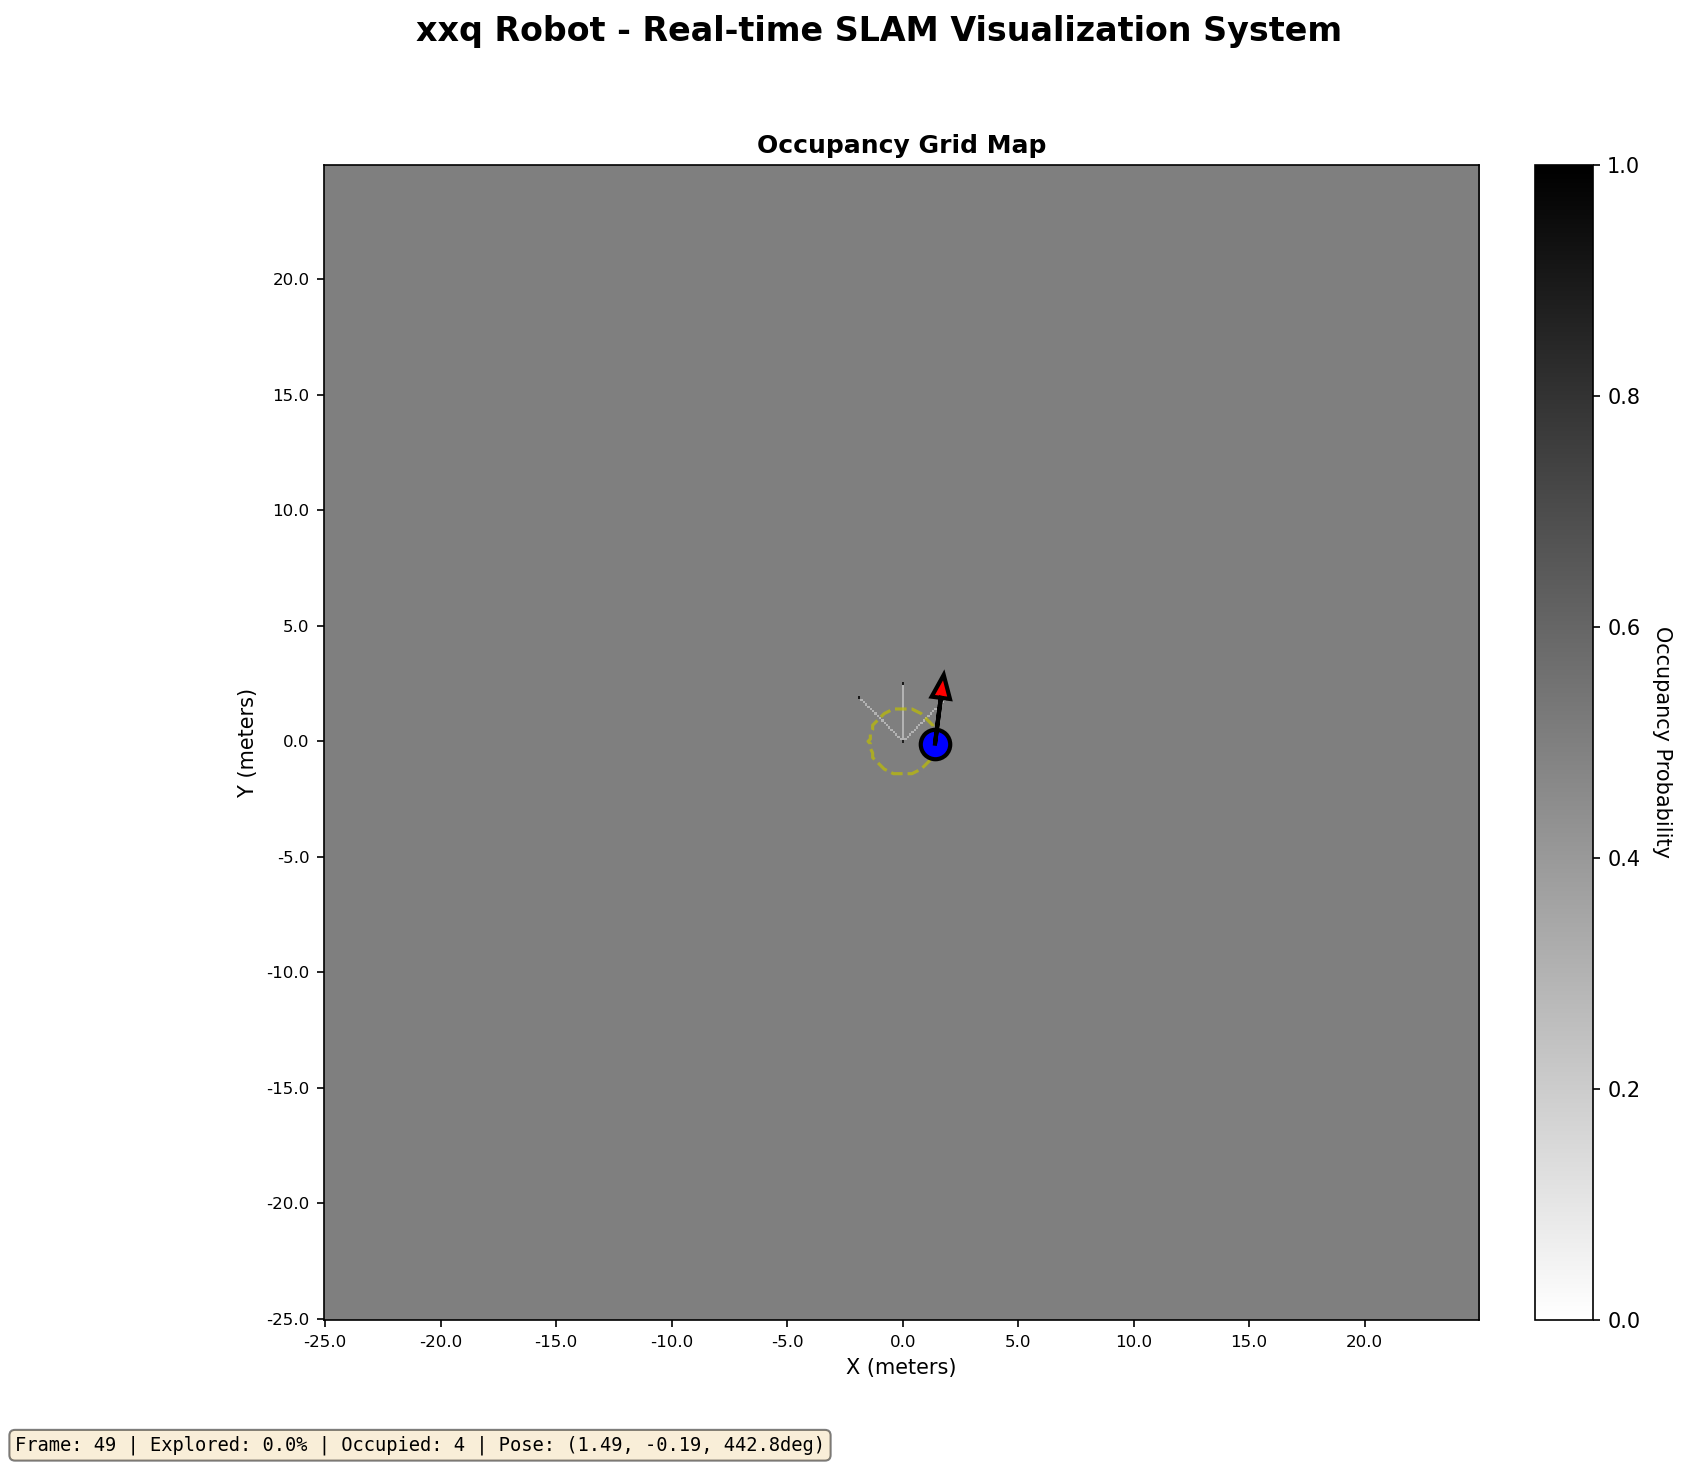 xxq Robot - Real-time SLAM Visualization System
Occupancy Grid Map
20.0
15.0
10.0
5.0
0.0
-5.0
-10.0
-15.0
-20.0
-25.0
Y (meters)
-25.0 -20.0 -15.0 -10.0 -5.0 0.0 5.0 10.0 15.0 20.0
X (meters)
1.0
0.8
0.6
0.4
0.2
0.0
Occupancy Probability
Frame: 49 | Explored: 0.0% | Occupied: 4 | Pose: (1.49, -0.19, 442.8deg)